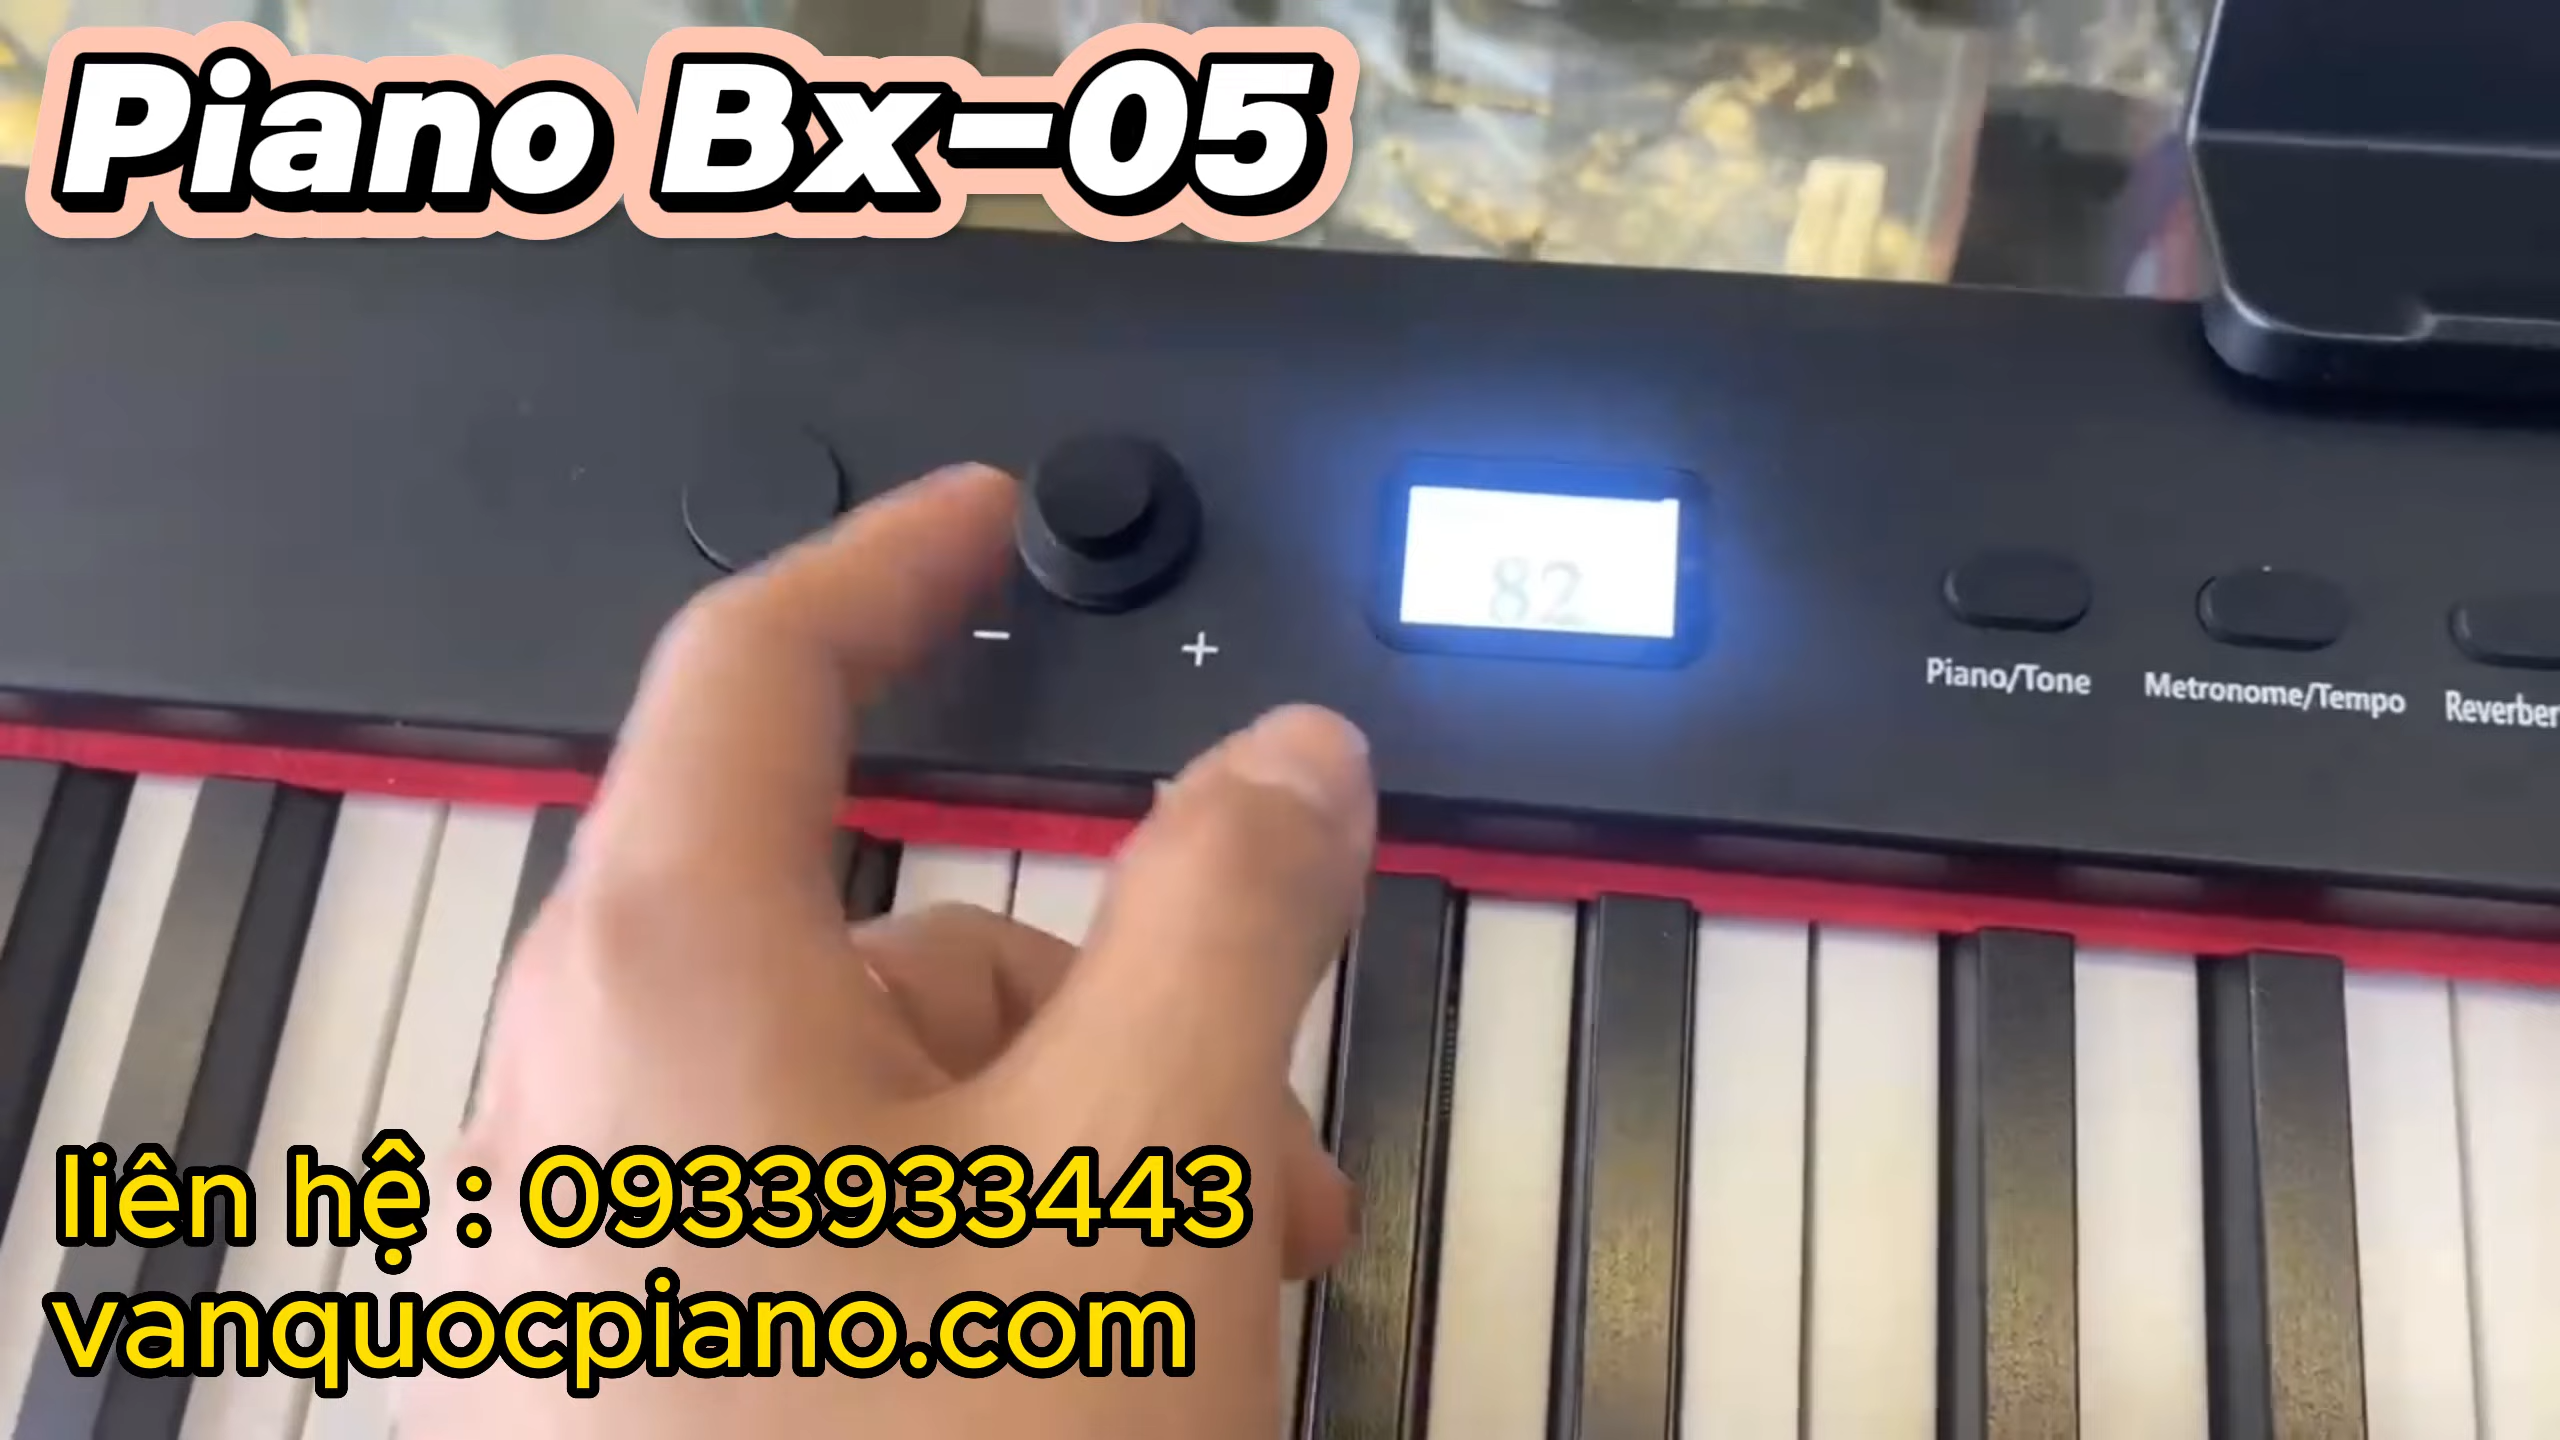 Piano Bx-05
82
− +
Piano/Tone
Metronome/Tempo
liên hệ : 0933933443
vanquocpiano.com